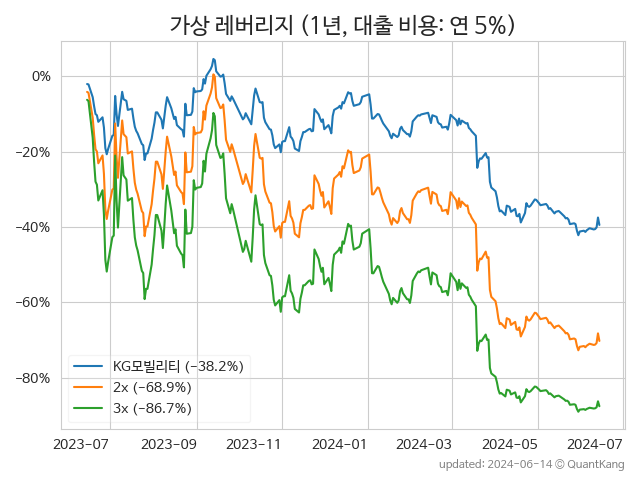 가상 레버리지 (1년, 대출 비용: 연 5%)
0%
−20%
−40%
−60%
−80%
KG모빌리티 (−38.2%)
2x (−68.9%)
3x (−86.7%)
2023-07 2023-09 2023-11 2024-01 2024-03 2024-05 2024-07
updated: 2024-06-14 © QuantKang